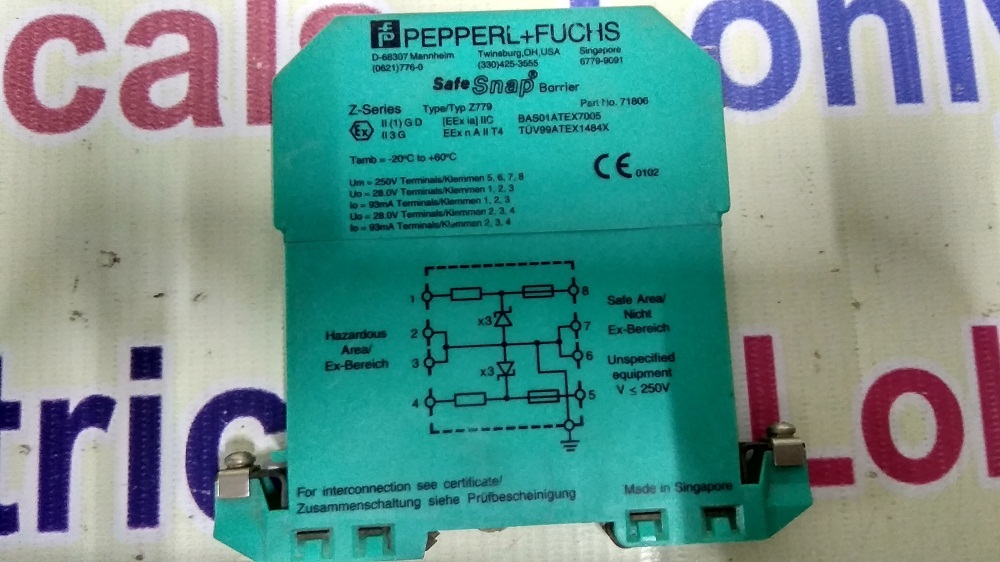 cals
LohN
PEPPERL+FUCHS
D-68307 Mannheim Twinsburg,OH,USA Singapore
(0621)776-0 (330)425-3555 6779-9091
Safe Snap® Barrier
Z-Series Type/Typ Z779 Part No. 71806
Ex II (1) G D [EEx ia] IIC BAS01ATEX7005
II 3 G EEx n A II T4 TÜV99ATEX1484X
Tamb = -20°C to +60°C
CE 0102
Um = 250V Terminals/Klemmen 5, 6, 7, 8
Uo = 28.0V Terminals/Klemmen 1, 2, 3
Io = 93mA Terminals/Klemmen 1, 2, 3
Uo = 28.0V Terminals/Klemmen 2, 3, 4
Io = 93mA Terminals/Klemmen 2, 3, 4
1
8
x3
2
7
3
6
x3
4
5
Hazardous
Area/
Ex-Bereich
Safe Area/
Nicht
Ex-Bereich
Unspecified
equipment
V ≤ 250V
tric
Loh
For interconnection see certificate/
Zusammenschaltung siehe Prüfbescheinigung
Made in Singapore